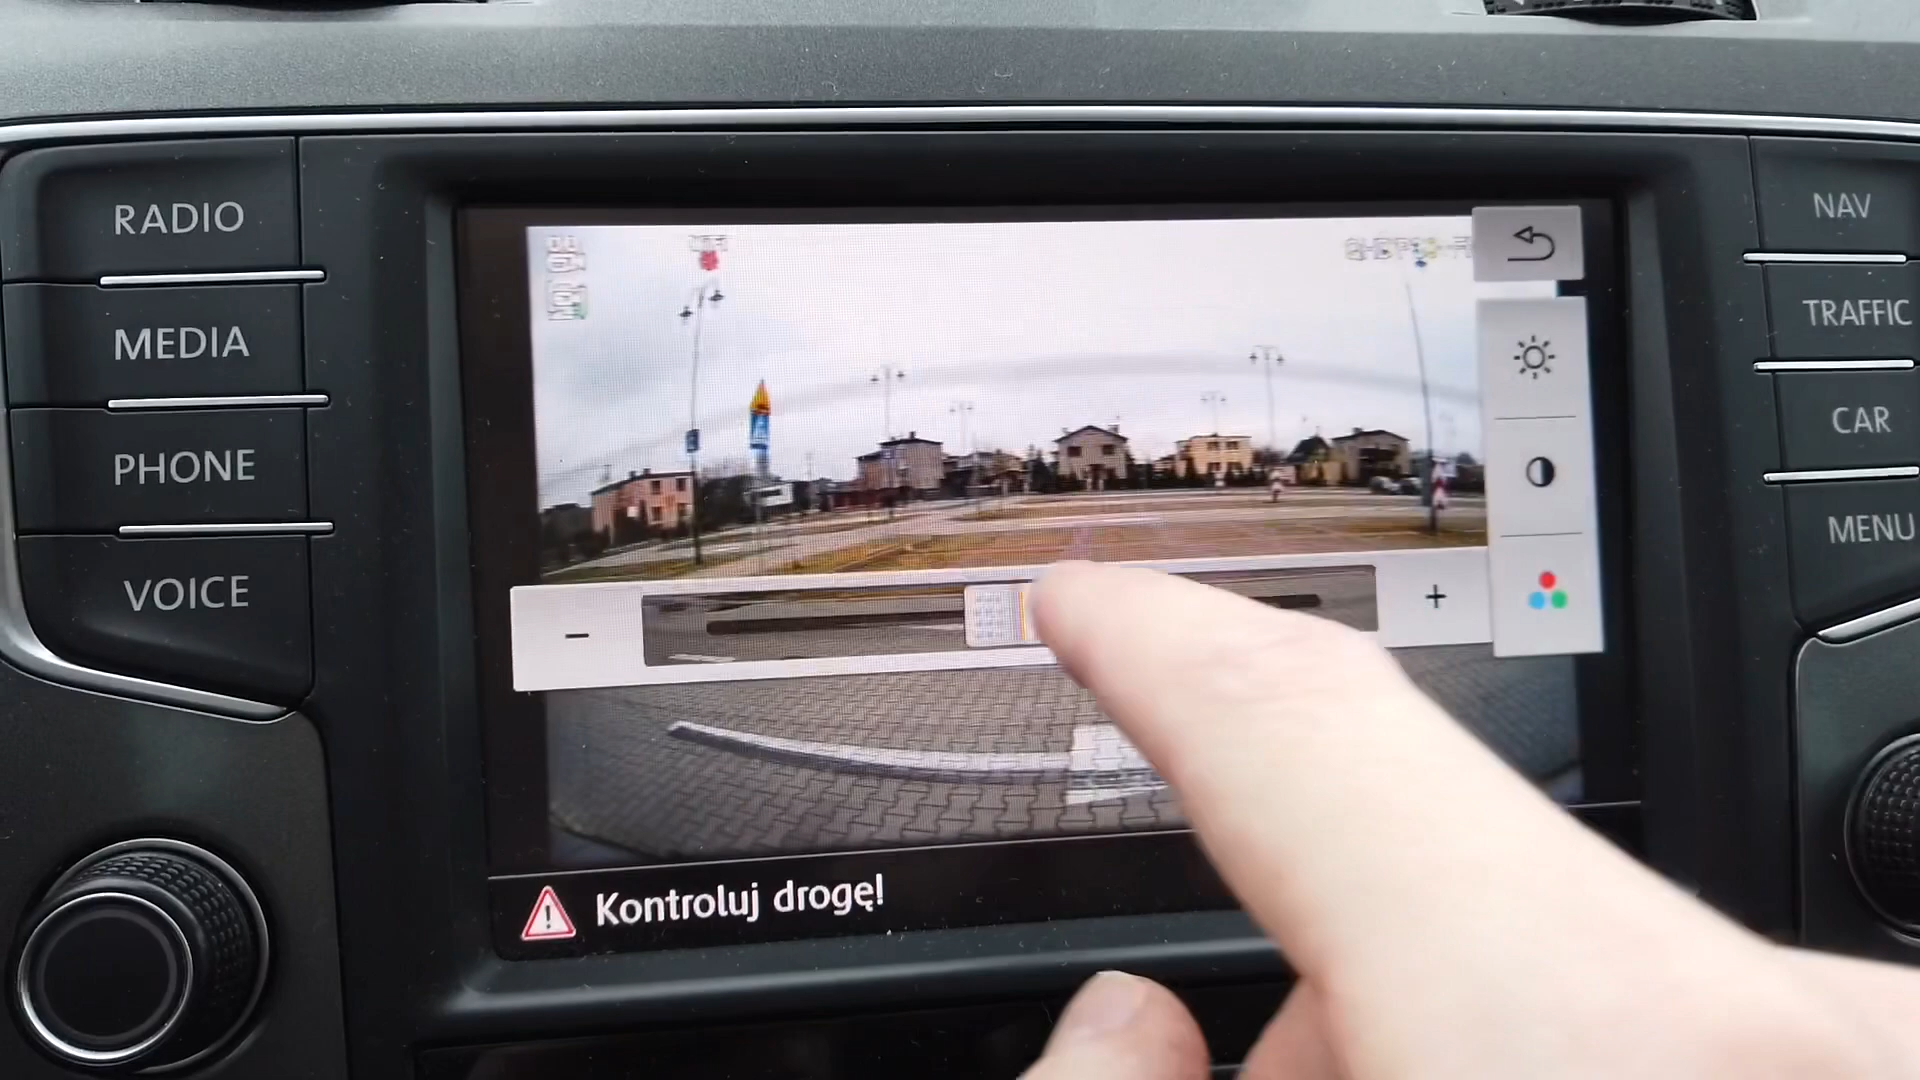 RADIO
MEDIA
PHONE
VOICE
NAV
TRAFFIC
CAR
MENU
-
+
Kontroluj drogę!